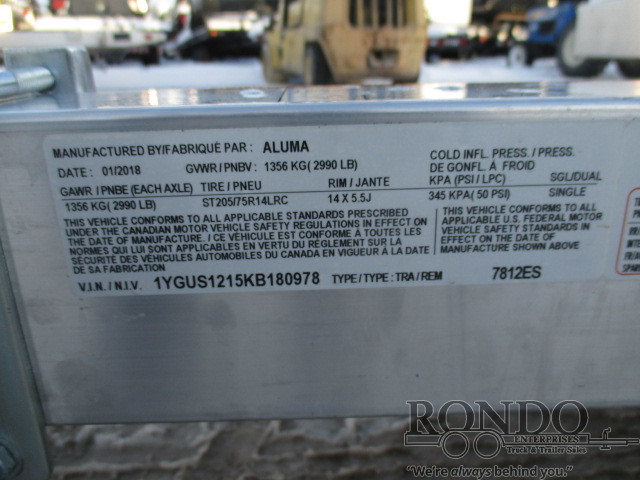 MANUFACTURED BY/FABRIQUÉ PAR : ALUMA
DATE : 01/2018 GVWR/PNBV : 1356 KG( 2990 LB)
COLD INFL. PRESS. / PRESS.
DE GONFL. À FROID
GAWR / PNBE (EACH AXLE) TIRE / PNEU RIM / JANTE KPA (PSI / LPC) SGL/DUAL
1356 KG( 2990 LB) ST205/75R14LRC 14 X 5.5J 345 KPA( 50 PSI) SINGLE
THIS VEHICLE CONFORMS TO ALL APPLICABLE STANDARDS PRESCRIBED
UNDER THE CANADIAN MOTOR VEHICLE SAFETY REGULATIONS IN EFFECT ON
THE DATE OF MANUFACTURE. / CE VÉHICULE EST CONFORME À TOUTES LES
NORMES QUI LUI SONT APPLICABLES EN VERTU DU RÈGLEMENT SUR LA
SÉCURITÉ DES VÉHICULES AUTOMOBILES DU CANADA EN VIGUEUR À LA DATE
DE SA FABRICATION
THIS VEHICLE CONFORMS TO ALL
APPLICABLE U.S. FEDERAL MOTOR
VEHICLE SAFETY STANDARDS IN
EFFECT ON THE DATE OF
MANUFACTURE SHOWN ABOVE
V.I.N. / N.I.V. 1YGUS1215KB180978 TYPE / TYPE : TRA / REM 7812ES
RONDO
ENTERPRISES
Truck & Trailer Sales
"We're always behind you."